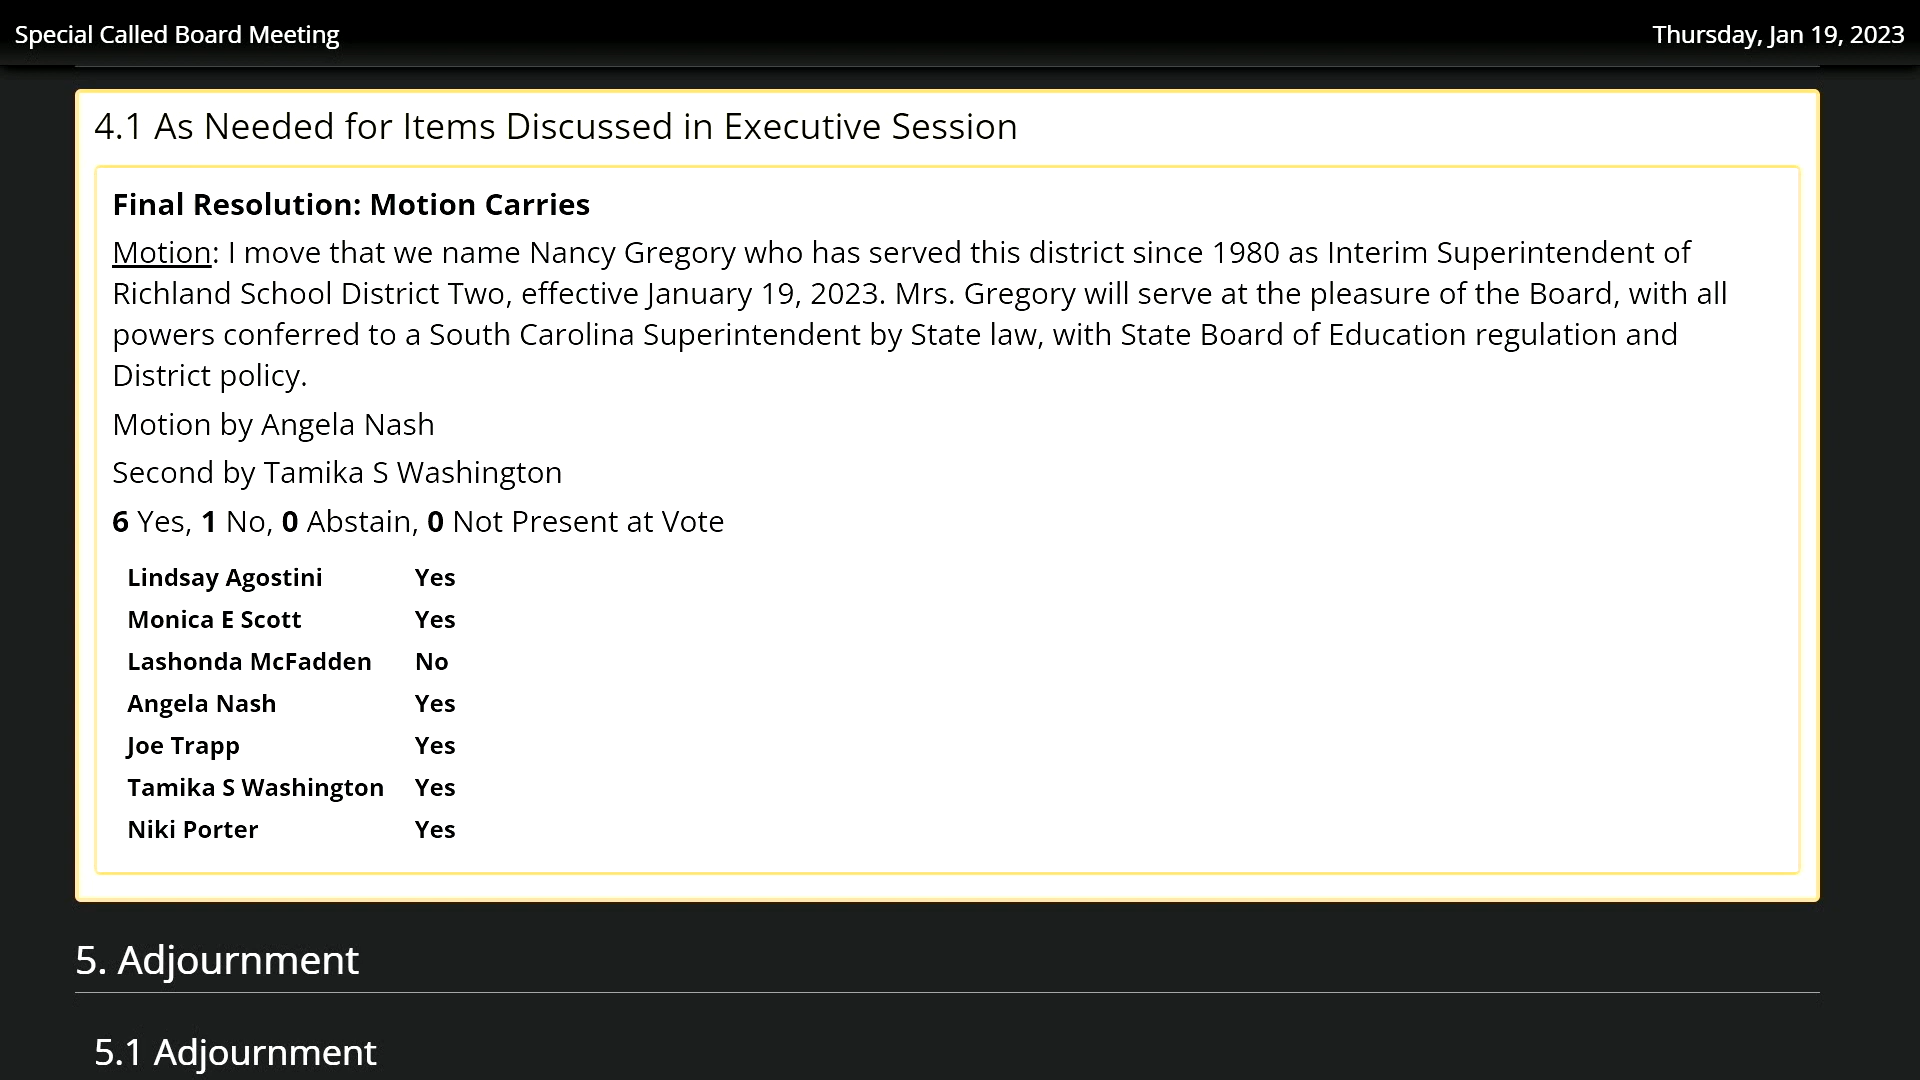 Special Called Board Meeting
Thursday, Jan 19, 2023
4.1 As Needed for Items Discussed in Executive Session
Final Resolution: Motion Carries
Motion: I move that we name Nancy Gregory who has served this district since 1980 as Interim Superintendent of
Richland School District Two, effective January 19, 2023. Mrs. Gregory will serve at the pleasure of the Board, with all
powers conferred to a South Carolina Superintendent by State law, with State Board of Education regulation and
District policy.
Motion by Angela Nash
Second by Tamika S Washington
6 Yes, 1 No, 0 Abstain, 0 Not Present at Vote
Lindsay Agostini Yes
Monica E Scott Yes
Lashonda McFadden No
Angela Nash Yes
Joe Trapp Yes
Tamika S Washington Yes
Niki Porter Yes
5. Adjournment
5.1 Adjournment